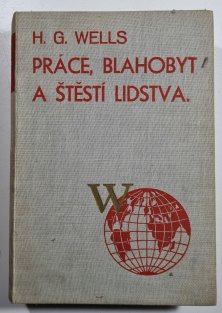 H. G. WELLS
PRÁCE, BLAHOBYT
A ŠTĚSTÍ LIDSTVA.
W